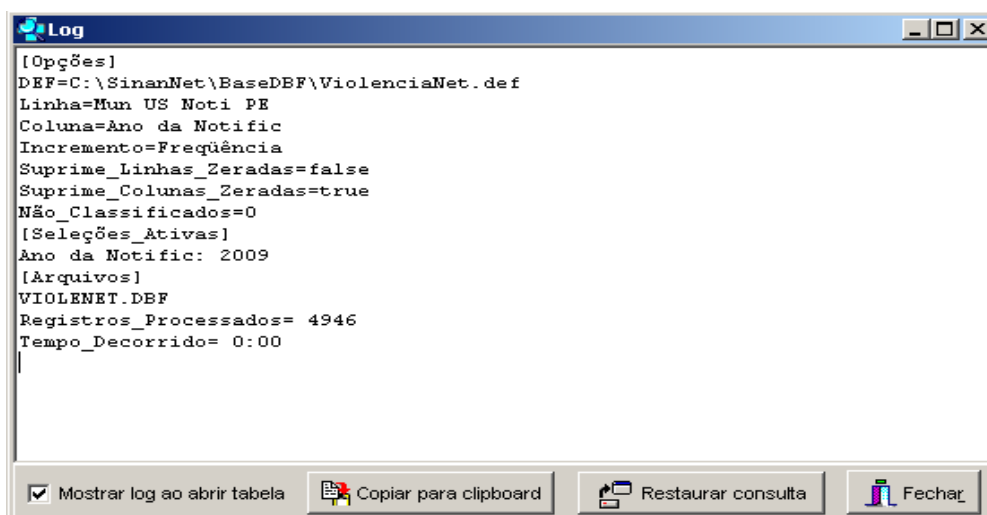 Log
[Opções]
DEF=C:\SinanNet\BaseDBF\ViolenciaNet.def
Linha=Mun US Noti PE
Coluna=Ano da Notific
Incremento=Freqüência
Suprime_Linhas_Zeradas=false
Suprime_Colunas_Zeradas=true
Não_Classificados=0
[Seleções_Ativas]
Ano da Notific: 2009
[Arquivos]
VIOLENET.DBF
Registros_Processados= 4946
Tempo_Decorrido= 0:00
Mostrar log ao abrir tabela Copiar para clipboard Restaurar consulta Fechar